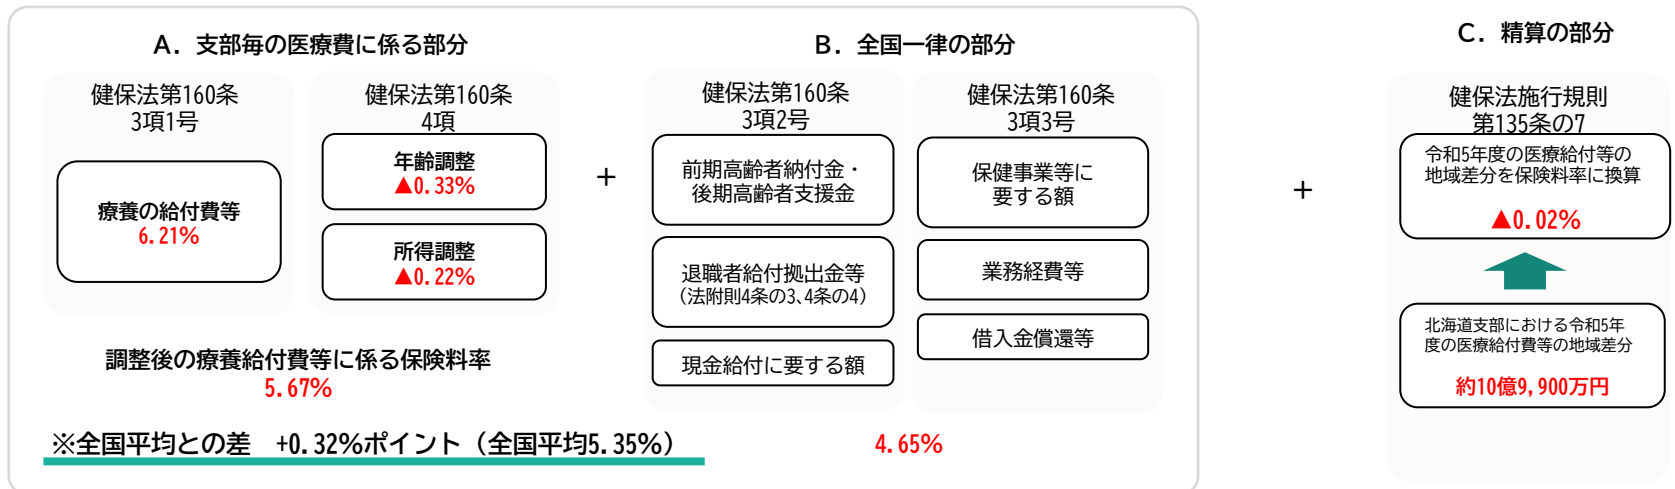 A. 支部毎の医療費に係る部分
健保法第160条
3項1号
療養の給付費等
6.21%
健保法第160条
4項
年齢調整
▲0.33%
所得調整
▲0.22%
調整後の療養給付費等に係る保険料率
5.67%
※全国平均との差 +0.32%ポイント（全国平均5.35%）
+
B. 全国一律の部分
健保法第160条
3項2号
前期高齢者納付金・
後期高齢者支援金
退職者給付拠出金等
（法附則4条の3、4条の4）
現金給付に要する額
健保法第160条
3項3号
保健事業等に
要する額
業務経費等
借入金償還等
4.65%
+
C. 精算の部分
健保法施行規則
第135条の7
令和5年度の医療給付等の
地域差分を保険料率に換算
▲0.02%
北海道支部における令和5年
度の医療給付費等の地域差分
約10億9,900万円